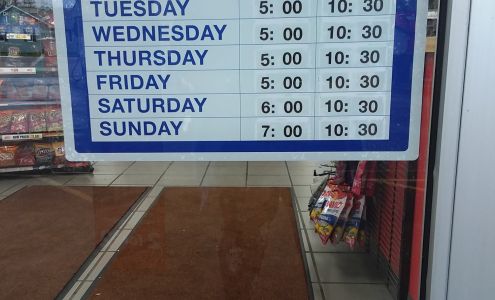 TUESDAY 5: 00 10: 30
WEDNESDAY 5: 00 10: 30
THURSDAY 5: 00 10: 30
FRIDAY 5: 00 10: 30
SATURDAY 6: 00 10: 30
SUNDAY 7: 00 10: 30